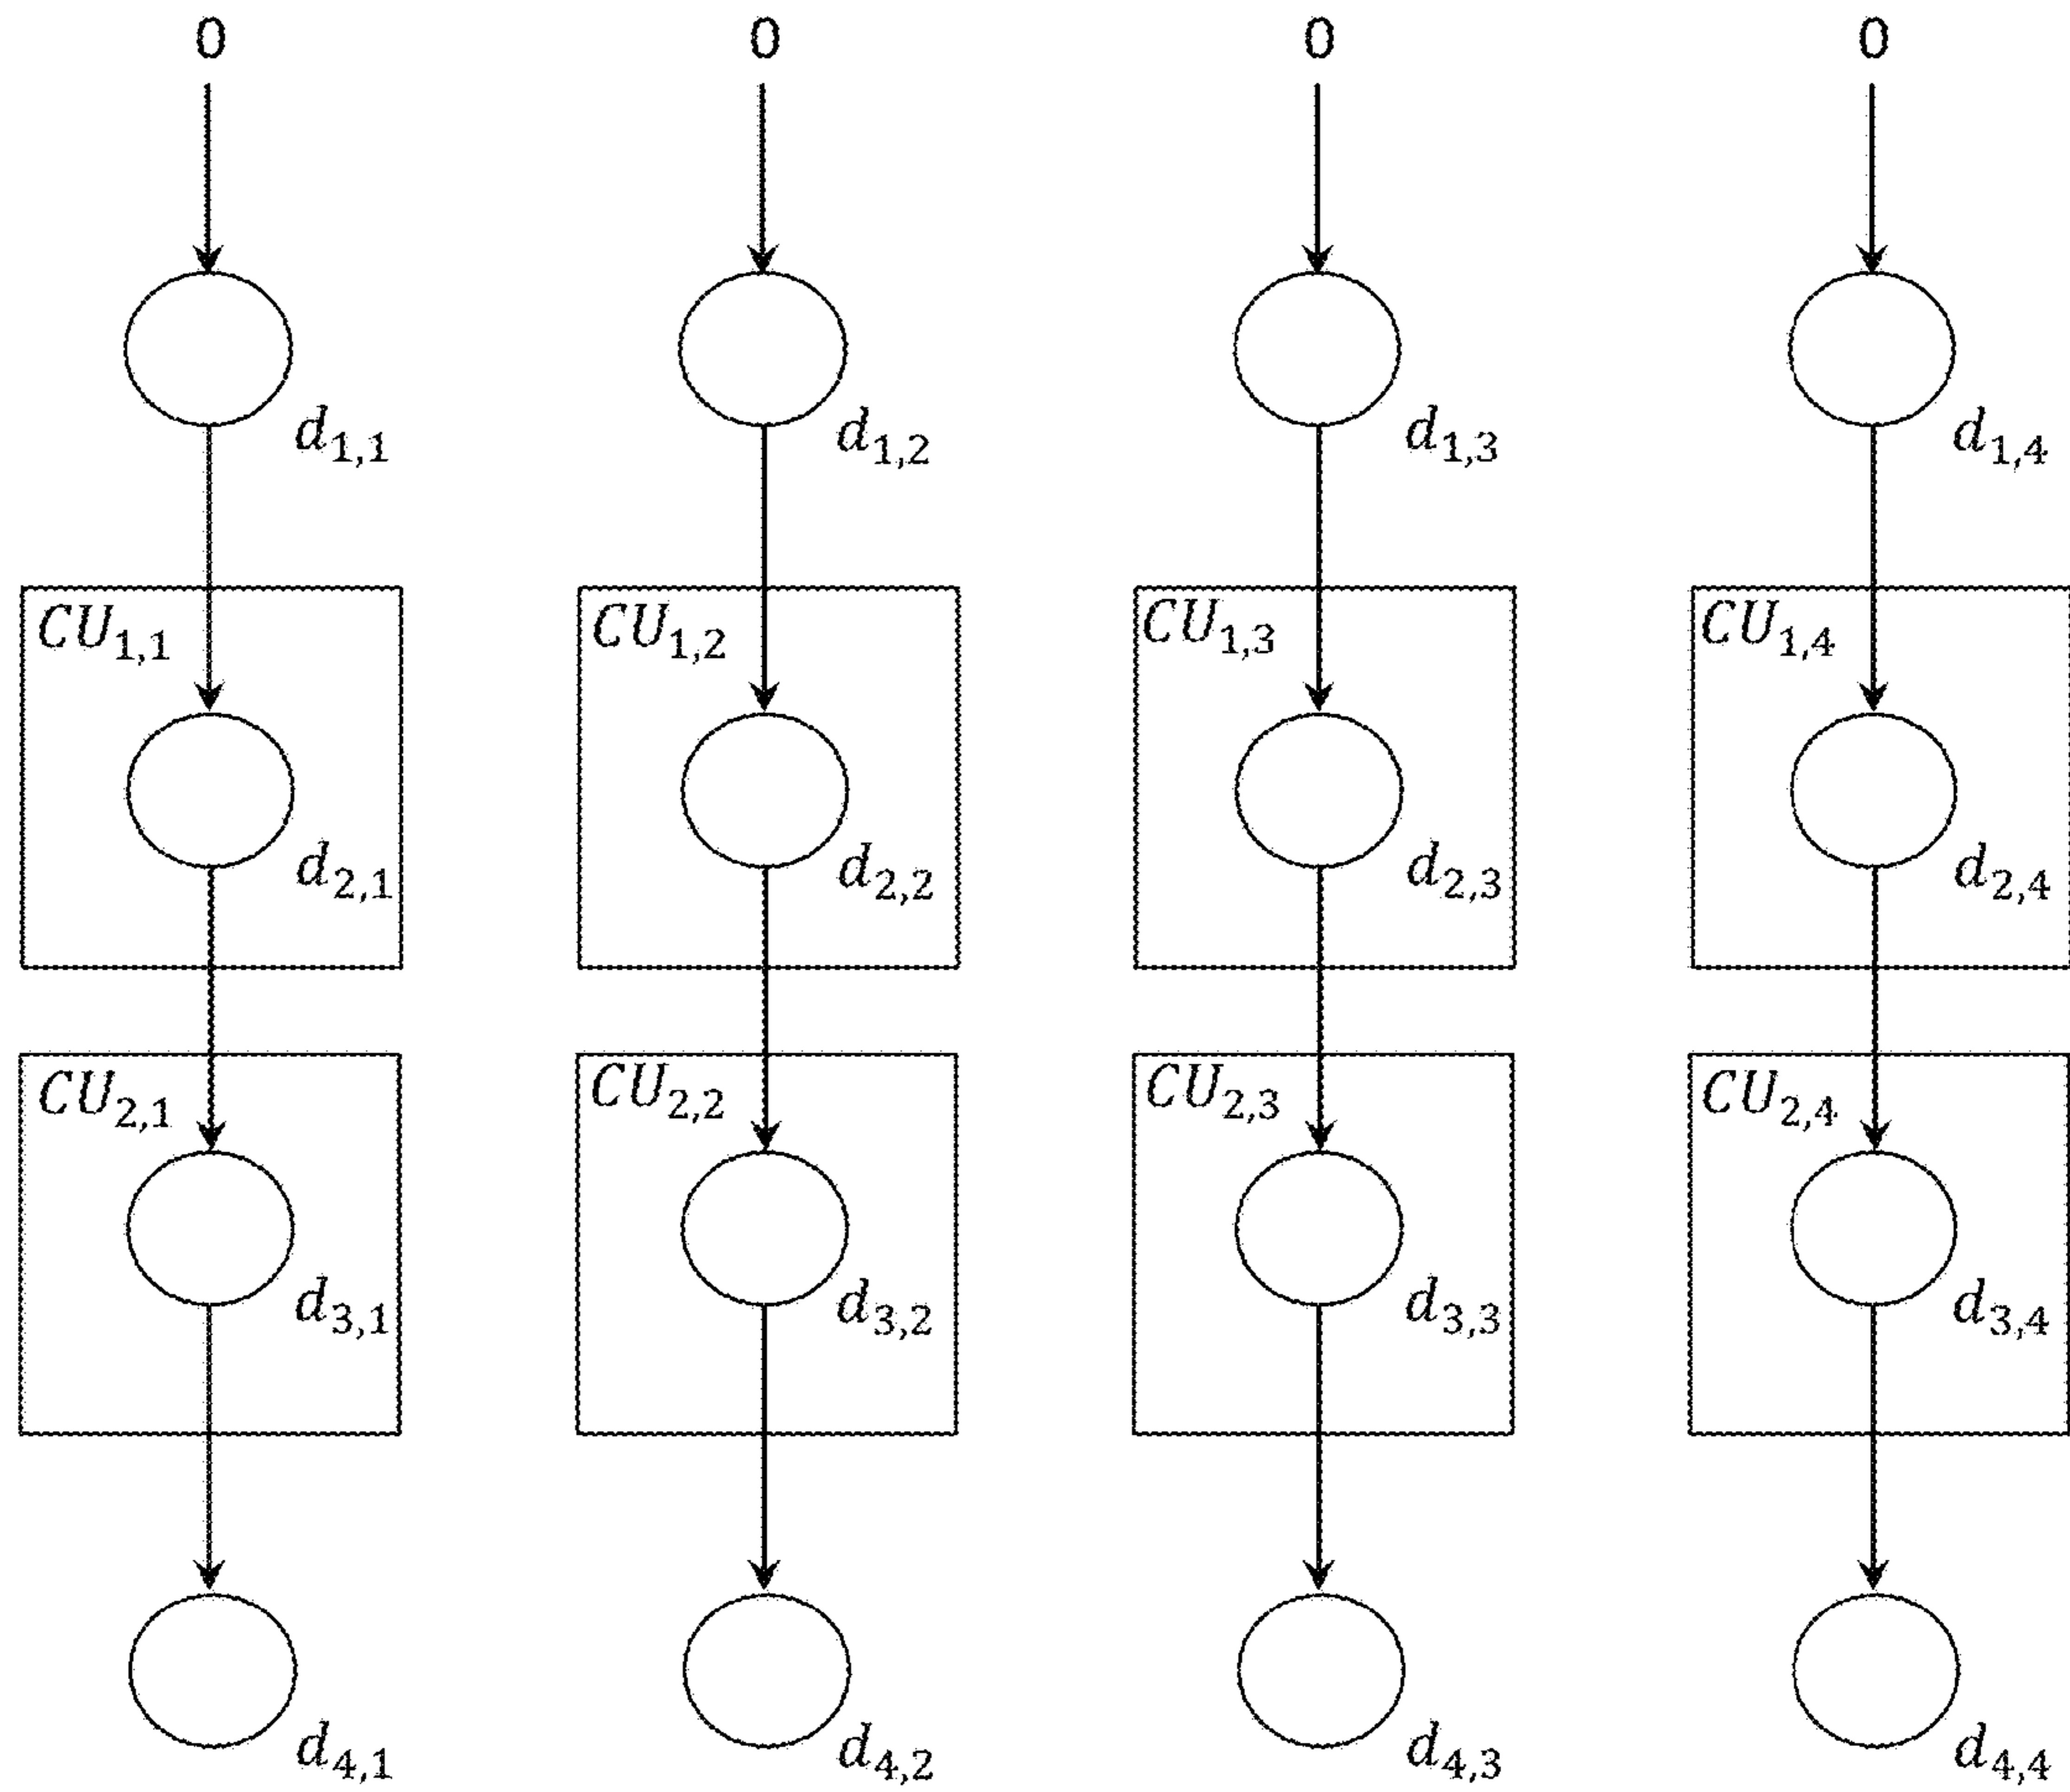 0 0 0 0
d₁,₁ d₁,₂ d₁,₃ d₁,₄
CU₁,₁ CU₁,₂ CU₁,₃ CU₁,₄
d₂,₁ d₂,₂ d₂,₃ d₂,₄
CU₂,₁ CU₂,₂ CU₂,₃ CU₂,₄
d₃,₁ d₃,₂ d₃,₃ d₃,₄
d₄,₁ d₄,₂ d₄,₃ d₄,₄